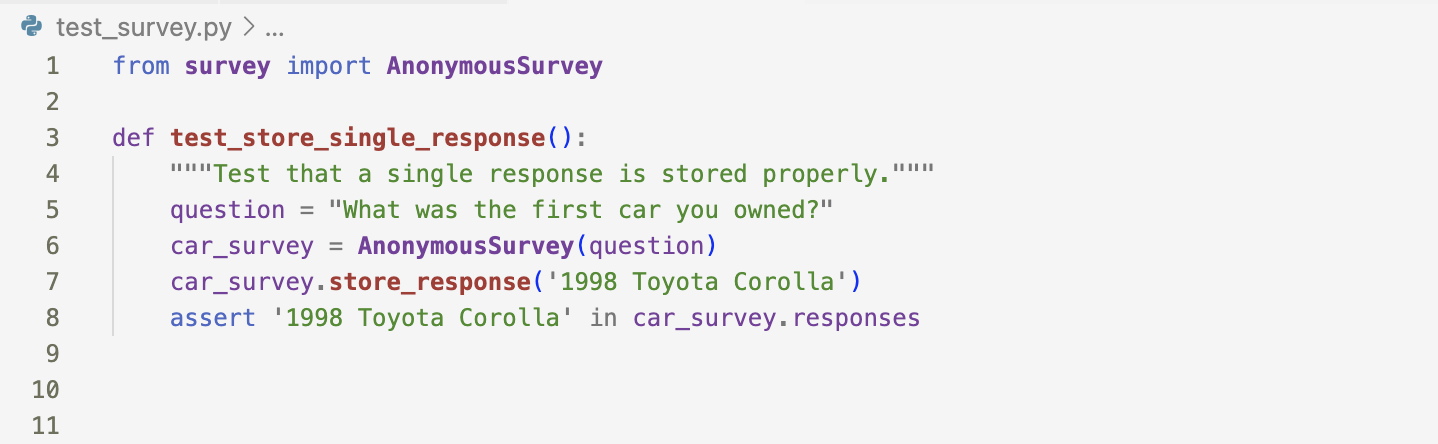 test_survey.py > ...
1 from survey import AnonymousSurvey
2
3 def test_store_single_response():
4     """Test that a single response is stored properly."""
5     question = "What was the first car you owned?"
6     car_survey = AnonymousSurvey(question)
7     car_survey.store_response('1998 Toyota Corolla')
8     assert '1998 Toyota Corolla' in car_survey.responses
9
10
11